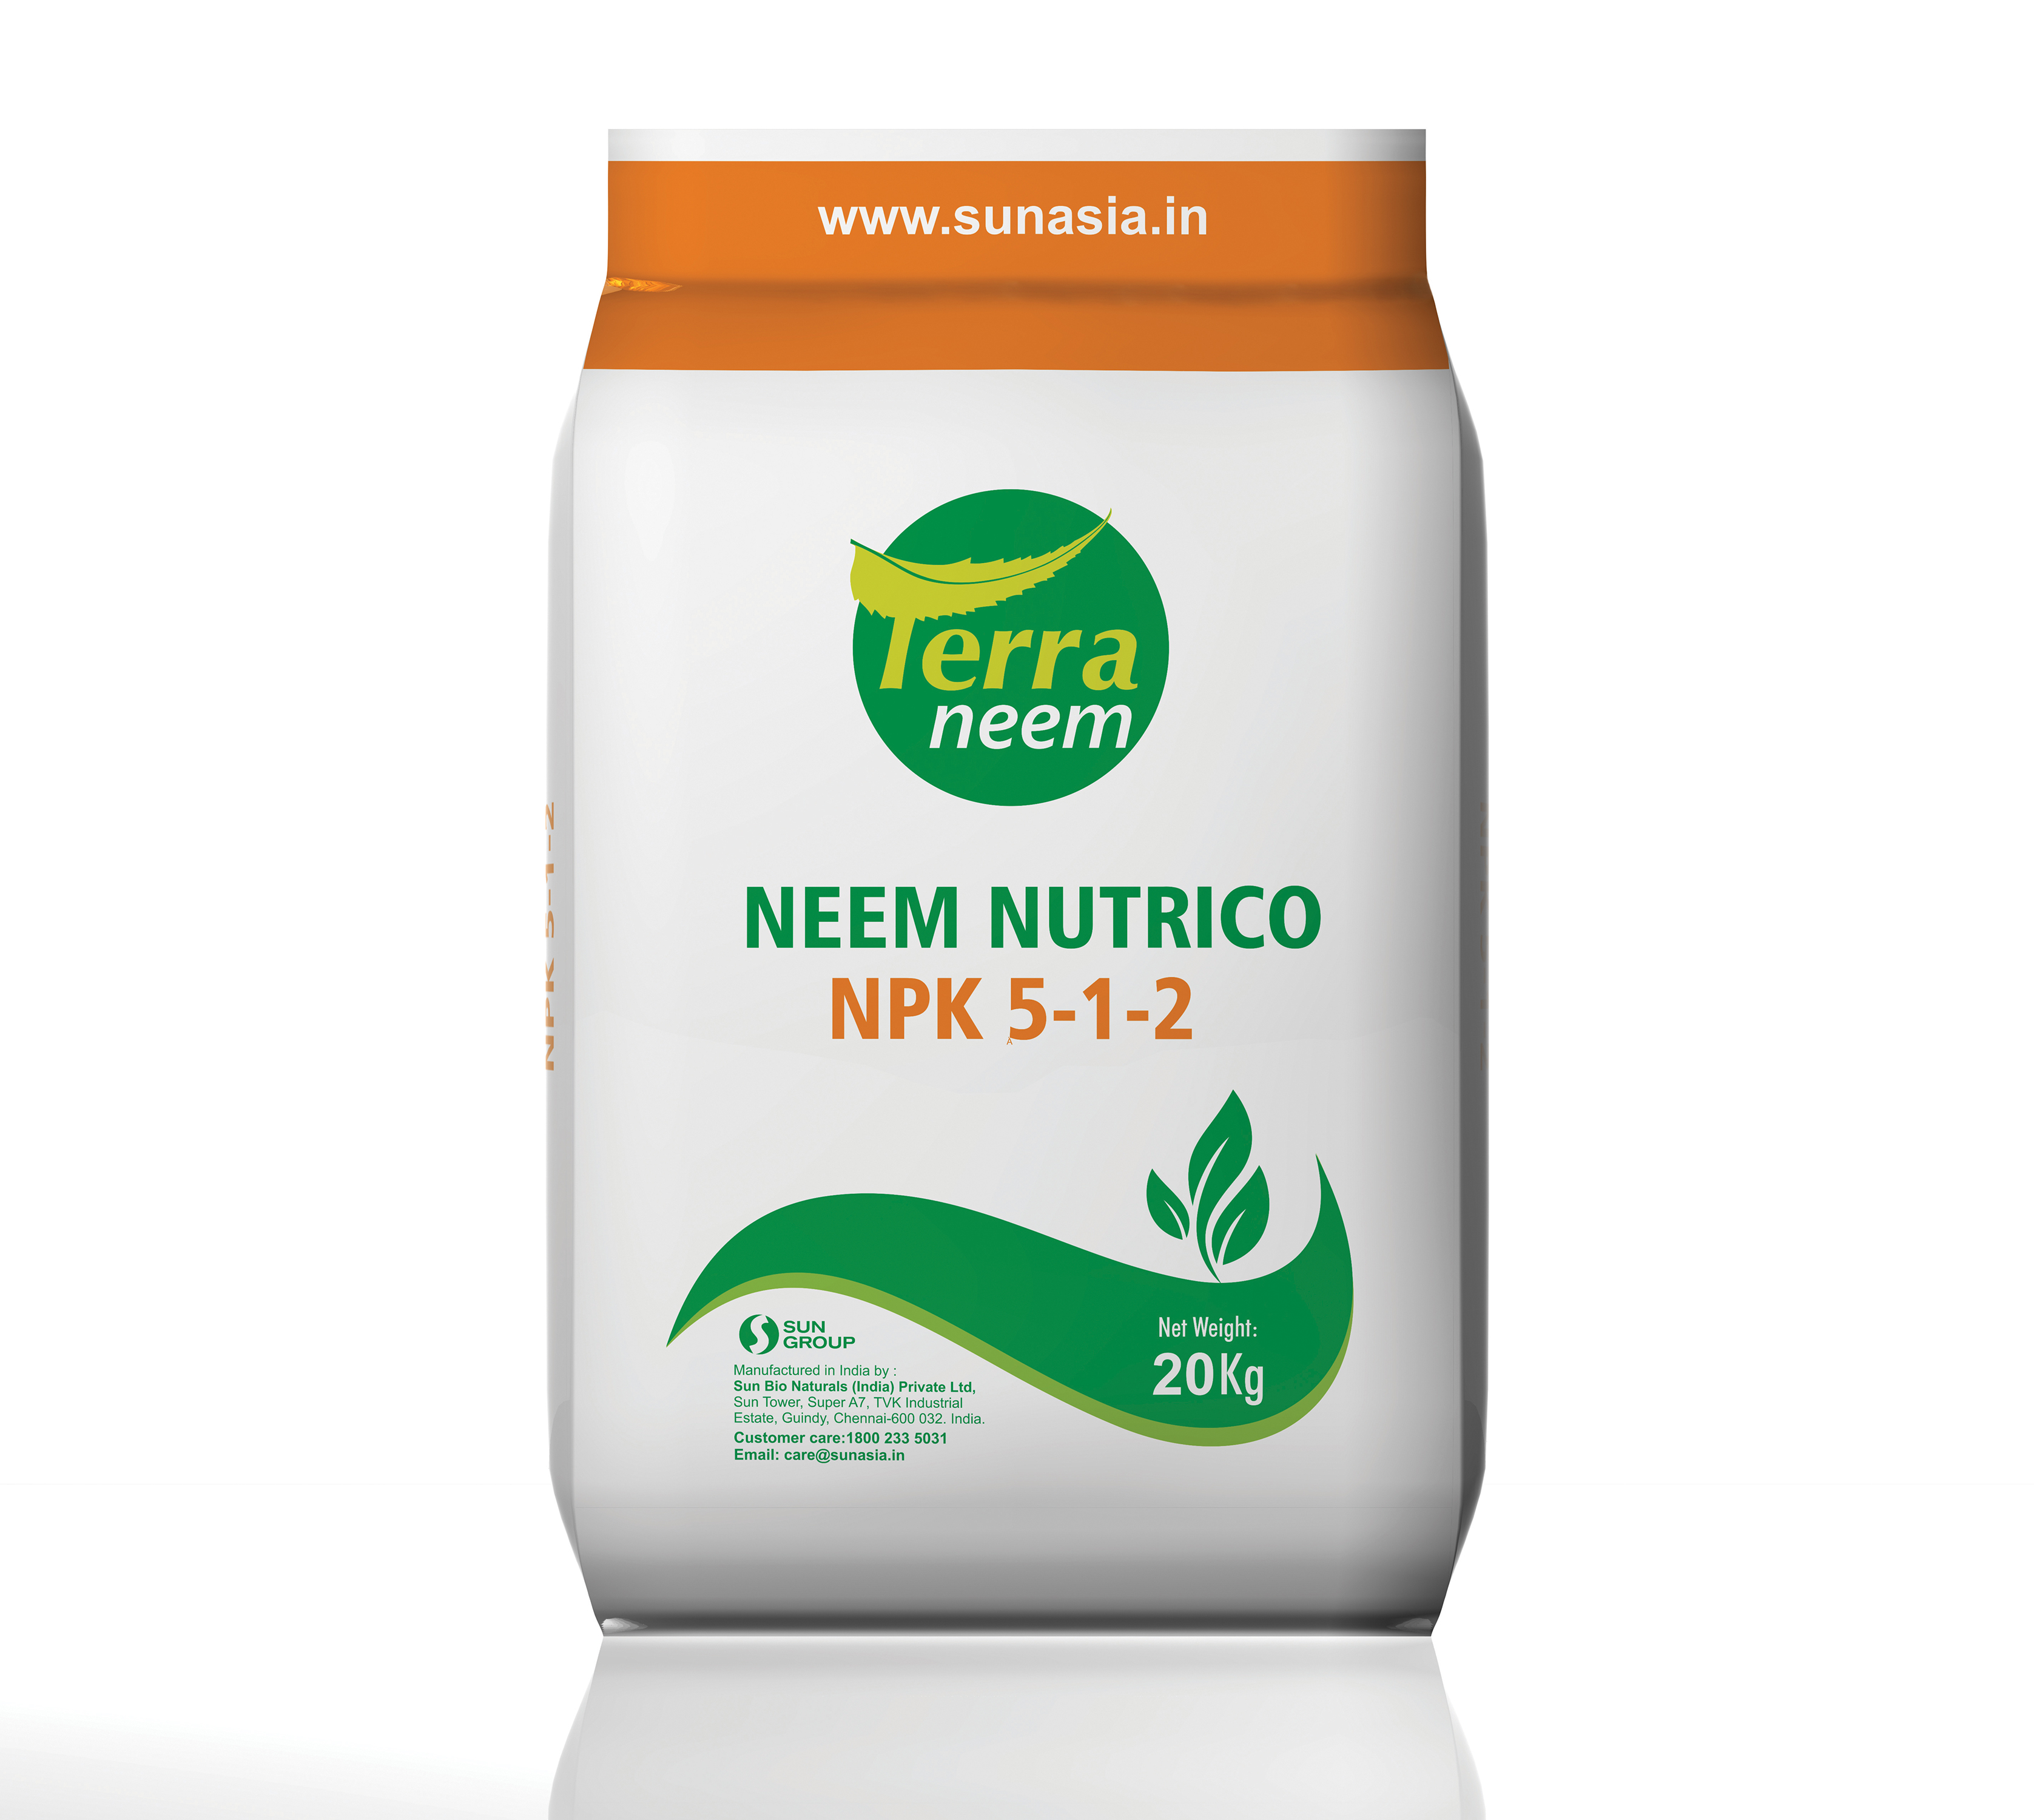 www.sunasia.in
Terra
neem
NEEM NUTRICO
NPK 5-1-2
A
NPK 5-1-2
SUN
GROUP
Manufactured in India by :
Sun Bio Naturals (India) Private Ltd,
Sun Tower, Super A7, TVK Industrial
Estate, Guindy, Chennai-600 032. India.
Customer care:1800 233 5031
Email: care@sunasia.in
Net Weight:
20Kg